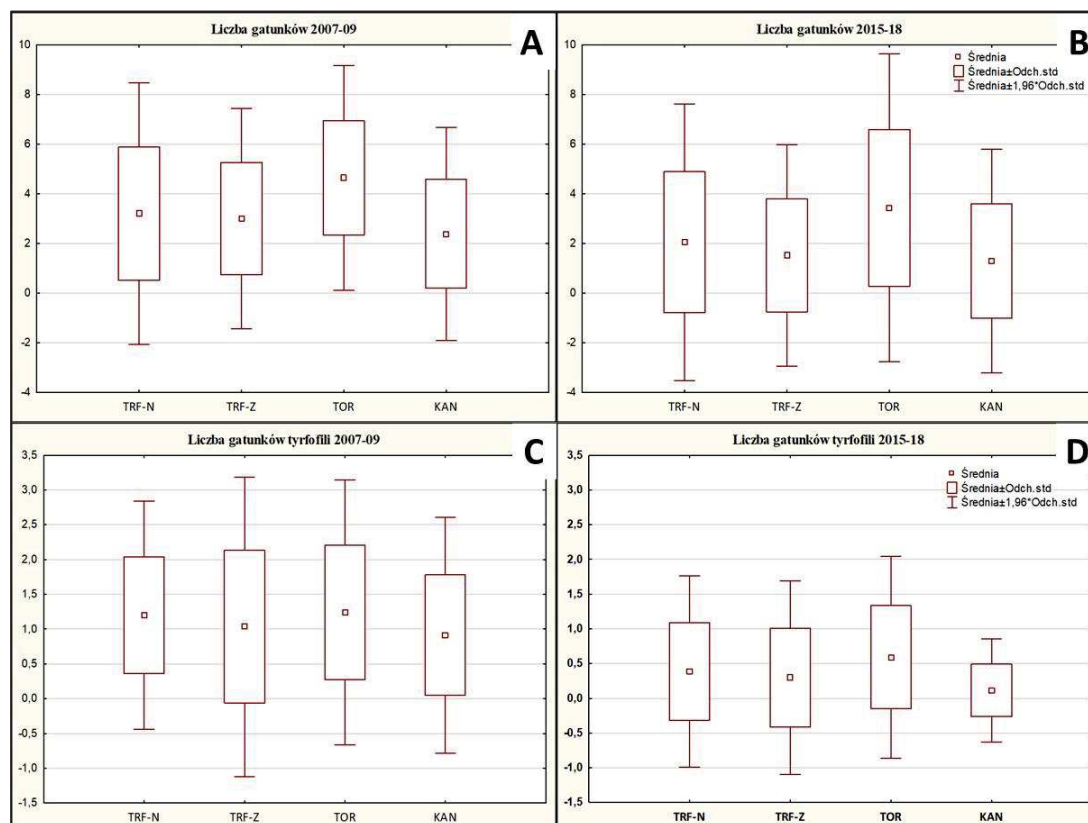 Liczba gatunków 2007-09
A
10
8
6
4
2
0
-2
-4
TRF-N TRF-Z TOR KAN
Liczba gatunków 2015-18
B
Średnia
Średnia±Odch.std
Średnia±1,96*Odch.std
10
8
6
4
2
0
-2
-4
TRF-N TRF-Z TOR KAN
Liczba gatunków tyrfofili 2007-09
C
3,5
3,0
2,5
2,0
1,5
1,0
0,5
0,0
-0,5
-1,0
-1,5
TRF-N TRF-Z TOR KAN
Liczba gatunków tyrfofili 2015-18
D
Średnia
Średnia±Odch.std
Średnia±1,96*Odch.std
3,5
3,0
2,5
2,0
1,5
1,0
0,5
0,0
-0,5
-1,0
-1,5
TRF-N TRF-Z TOR KAN